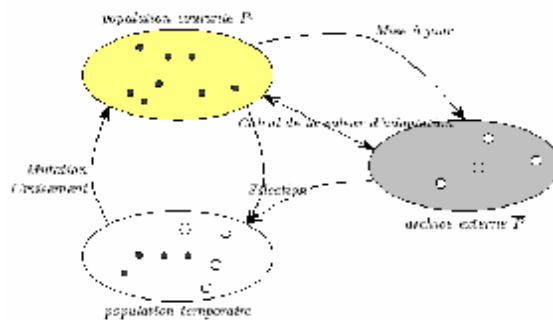 population courante P
Mise à jour
Calcul de la valeur d'adaptation
Mutation
Croisement
Sélection
archive externe P̅
population temporaire